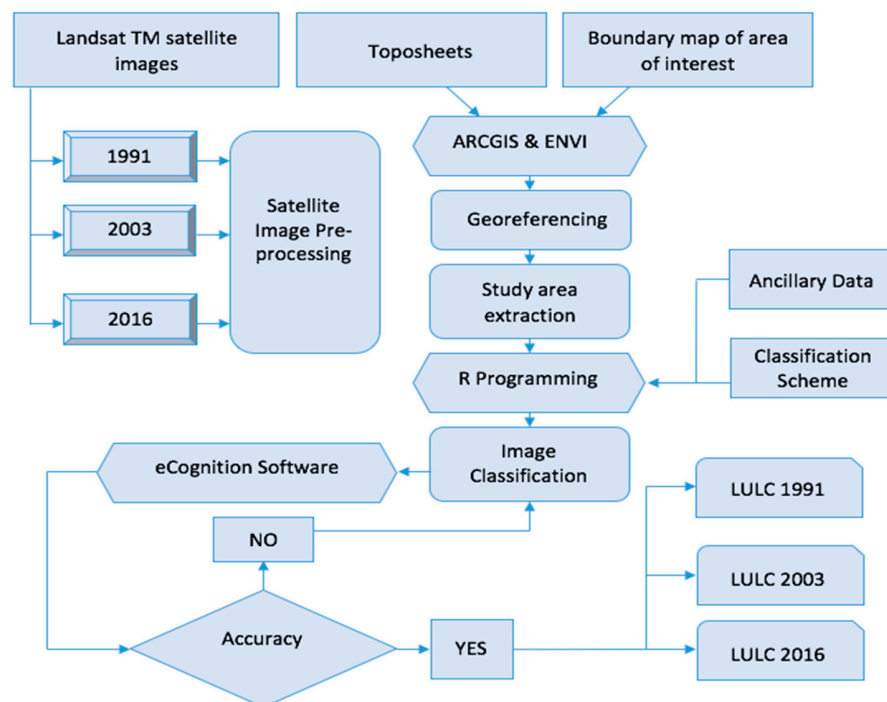 Landsat TM satellite
images
Toposheets
Boundary map of area
of interest
ARCGIS & ENVI
1991
Satellite
Image Pre-
processing
2003
2016
Georeferencing
Study area
extraction
Ancillary Data
R Programming
Classification
Scheme
Image
Classification
eCognition Software
NO
Accuracy
YES
LULC 1991
LULC 2003
LULC 2016